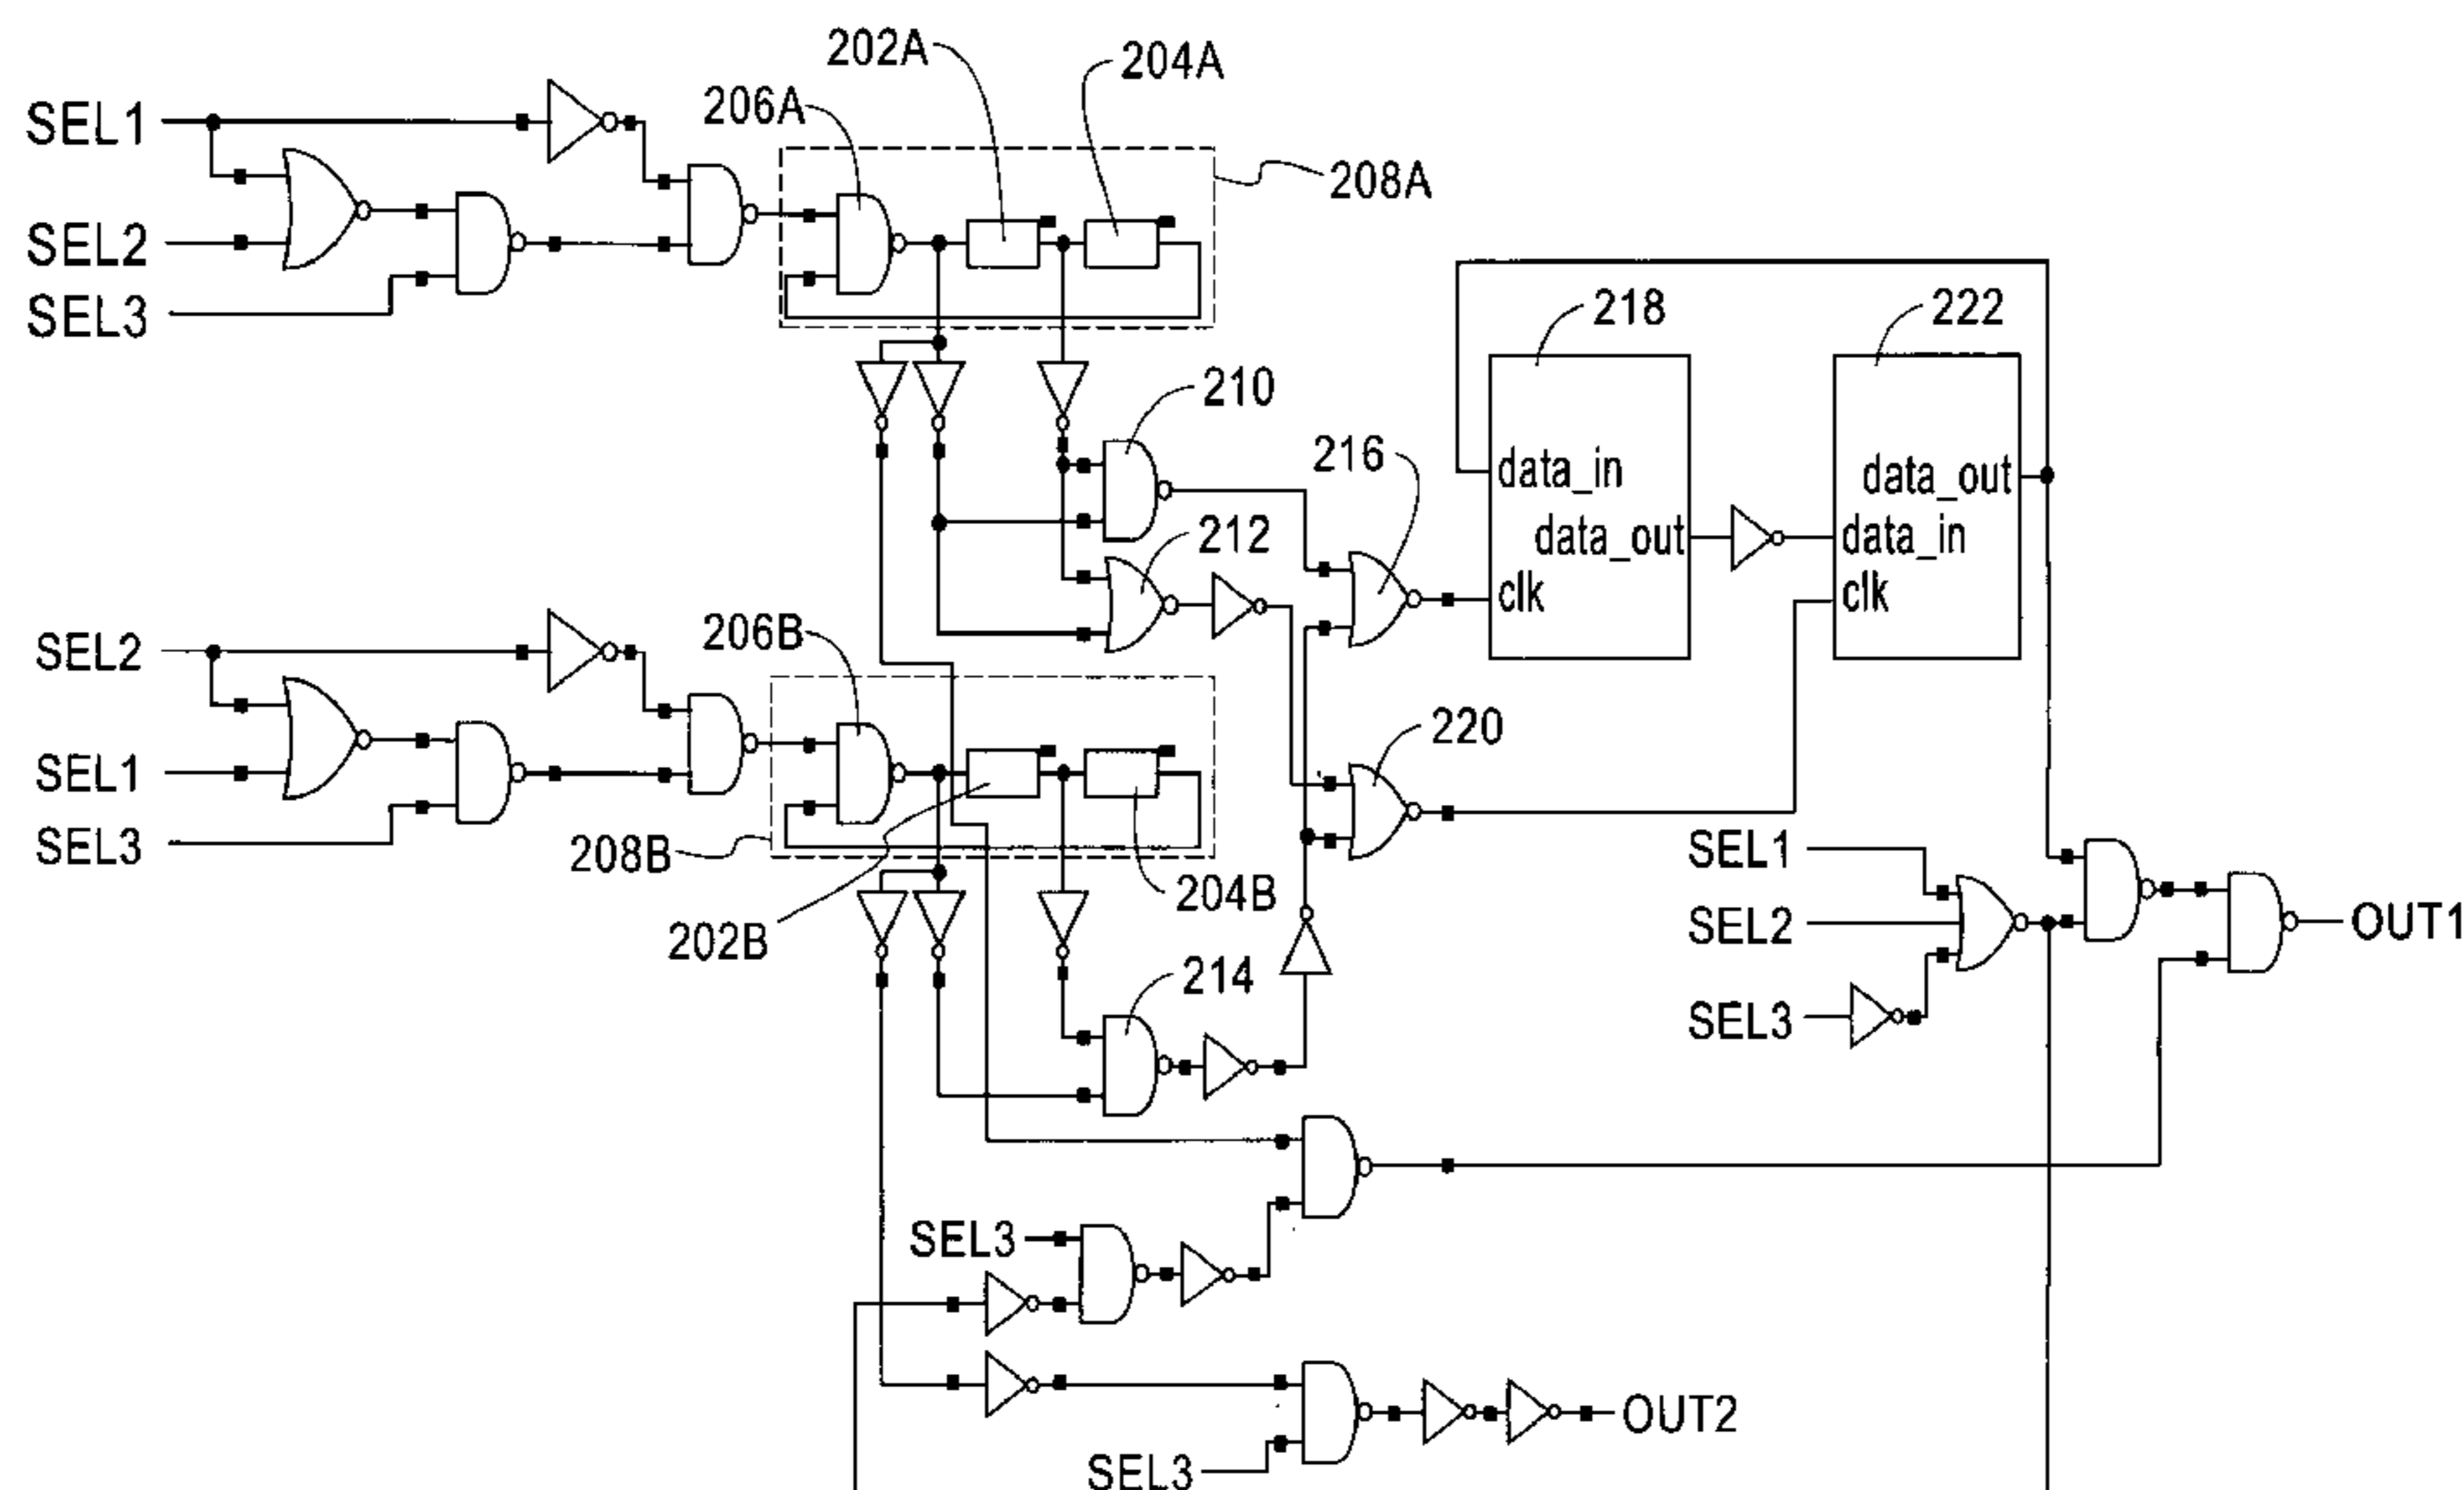 202A
204A
SEL1
206A
208A
SEL2
SEL3
218
222
210
216
data_in
data_out
212
data_out
data_in
clk
clk
SEL2
206B
220
SEL1
SEL3
208B
204B
SEL1
202B
SEL2
OUT1
214
SEL3
SEL3
OUT2
SEL3